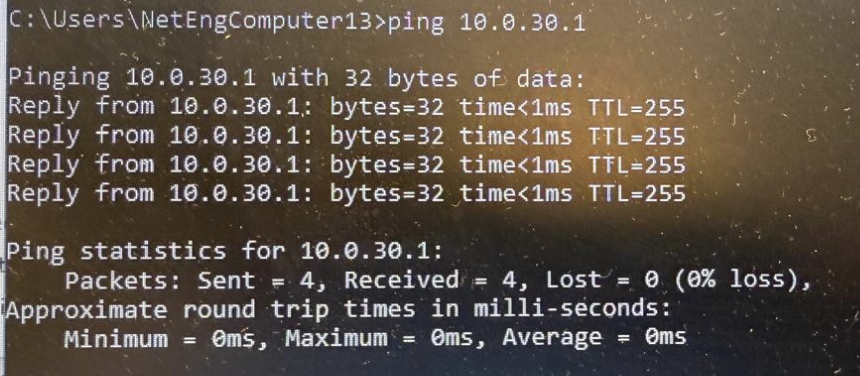 C:\Users\NetEngComputer13>ping 10.0.30.1
Pinging 10.0.30.1 with 32 bytes of data:
Reply from 10.0.30.1: bytes=32 time<1ms TTL=255
Reply from 10.0.30.1: bytes=32 time<1ms TTL=255
Reply from 10.0.30.1: bytes=32 time<1ms TTL=255
Reply from 10.0.30.1: bytes=32 time<1ms TTL=255
Ping statistics for 10.0.30.1:
    Packets: Sent = 4, Received = 4, Lost = 0 (0% loss),
Approximate round trip times in milli-seconds:
    Minimum = 0ms, Maximum = 0ms, Average = 0ms